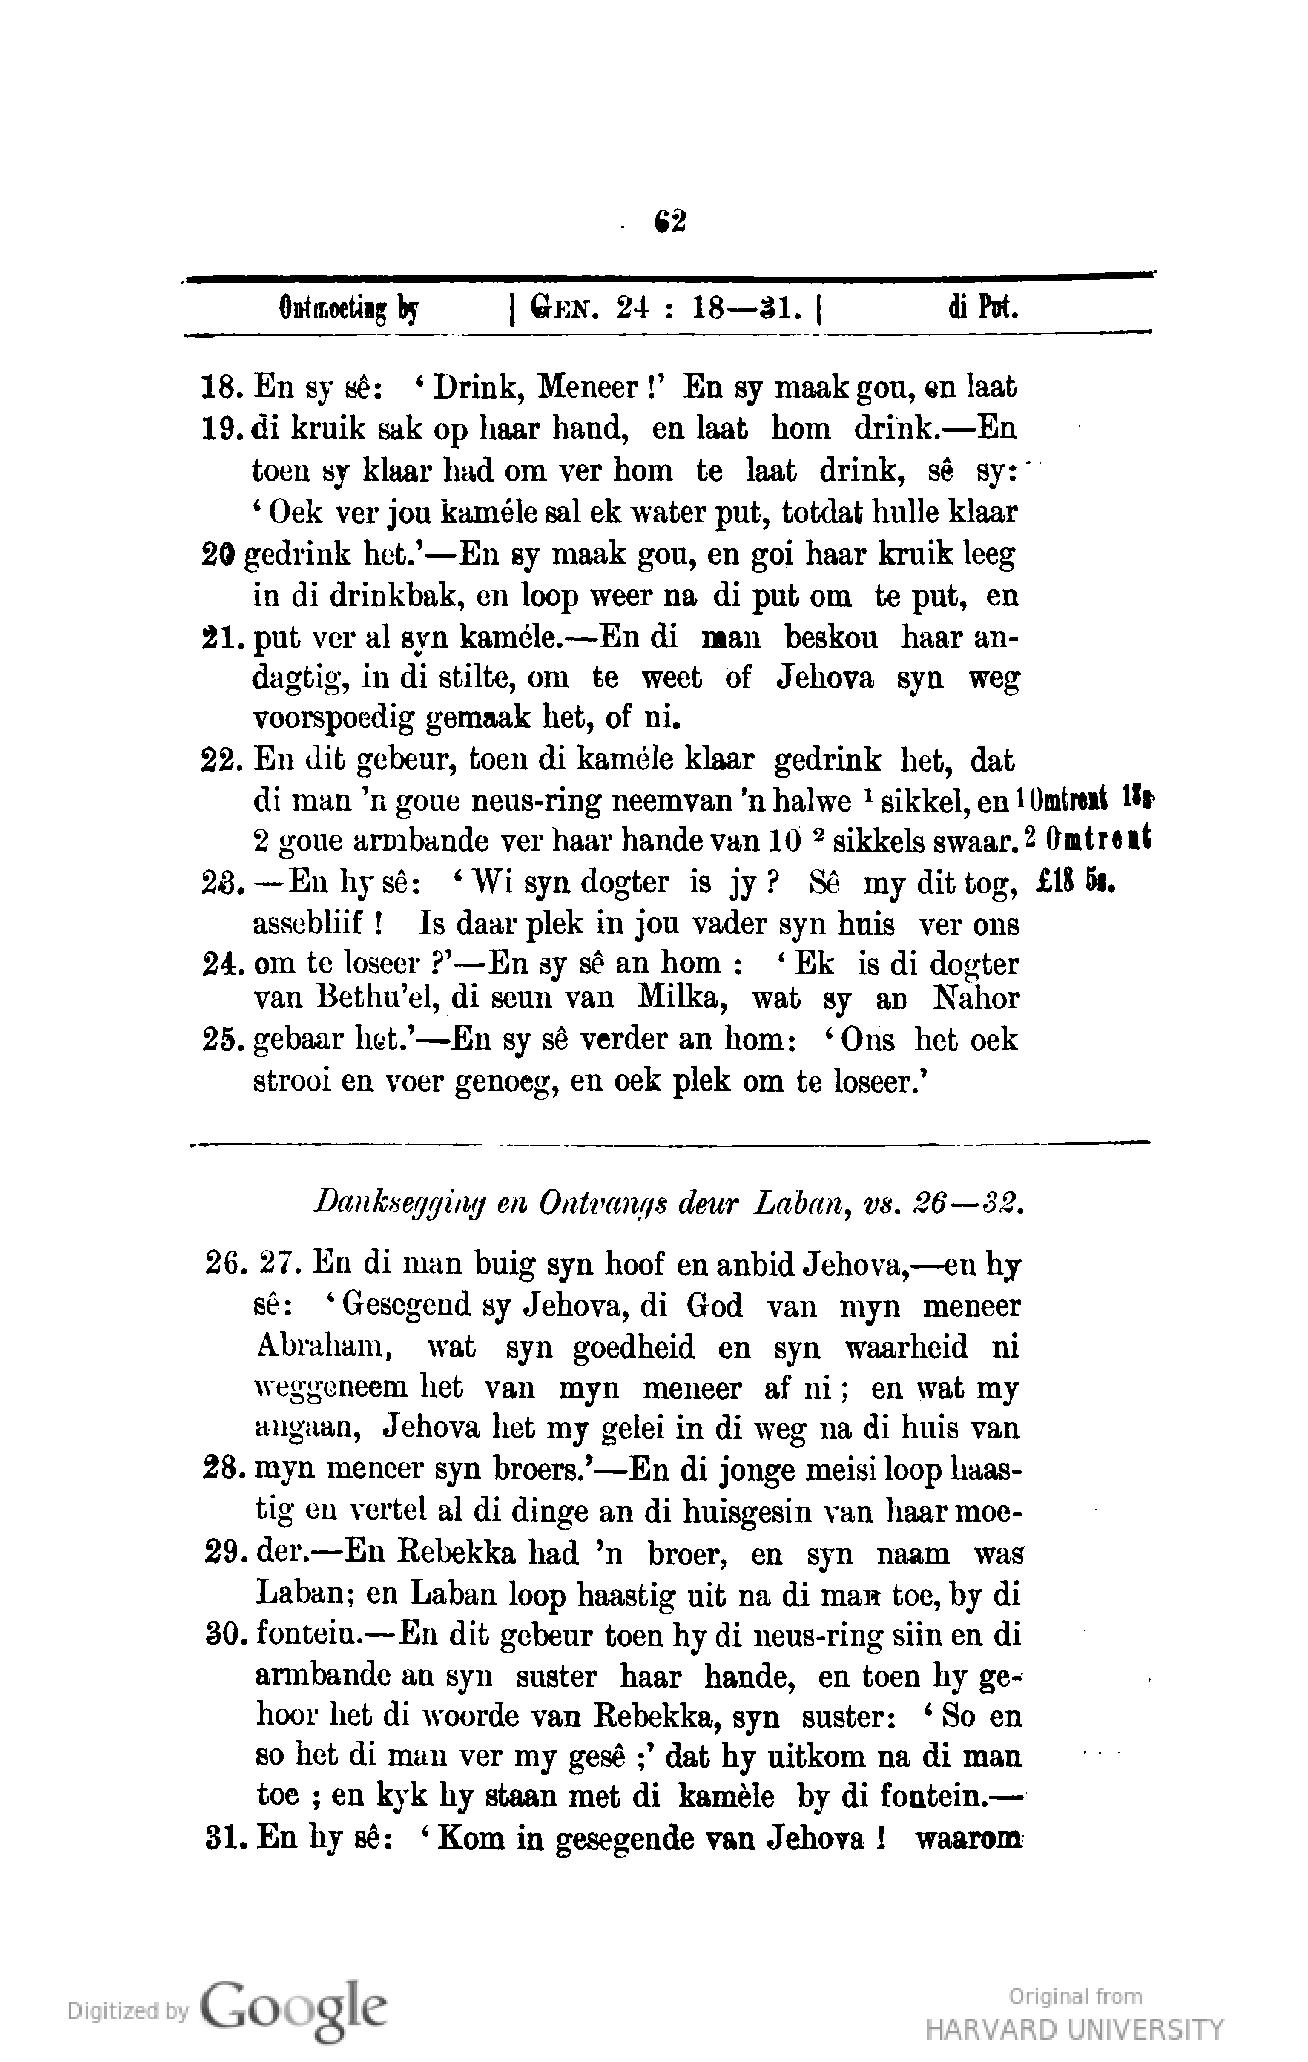 62
Ontmoeting by | GEN. 24 : 18—31. | di Put.
18. En sy sê: ‘ Drink, Meneer !’ En sy maak gou, en laat
19. di kruik sak op haar hand, en laat hom drink.—En
toen sy klaar had om ver hom te laat drink, sê sy:
‘ Oek ver jou kaméle sal ek water put, totdat hulle klaar
20 gedrink het.’—En sy maak gou, en goi haar kruik leeg
in di drinkbak, en loop weer na di put om te put, en
21. put ver al syn kaméle.—En di man beskou haar an-
dagtig, in di stilte, om te weet of Jehova syn weg
voorspoedig gemaak het, of ni.
22. En dit gebeur, toen di kaméle klaar gedrink het, dat
di man ’n goue neus-ring neem van ’n halwe ¹ sikkel, en 1 Omtrent
2 goue armbande ver haar hande van 10 ² sikkels swaar. 2 Omtrent
23. —En hy sê: ‘ Wi syn dogter is jy ? Sê my dit tog, £18 5s.
assebliif ! Is daar plek in jou vader syn huis ver ons
24. om te loseer ?’—En sy sê an hom : ‘ Ek is di dogter
van Bethu’el, di seun van Milka, wat sy an Nahor
25. gebaar het.’—En sy sê verder an hom: ‘ Ons het oek
strooi en voer genoeg, en oek plek om te loseer.’
Danksegging en Ontvangs deur Laban, vs. 26—32.
26. 27. En di man buig syn hoof en anbid Jehova,—en hy
sê: ‘ Gesegend sy Jehova, di God van myn meneer
Abraham, wat syn goedheid en syn waarheid ni
weggeneem het van myn meneer af ni ; en wat my
angaan, Jehova het my gelei in di weg na di huis van
28. myn meneer syn broers.’—En di jonge meisi loop haas-
tig en vertel al di dinge an di huisgesin van haar moe-
29. der.—En Rebekka had ’n broer, en syn naam was
Laban; en Laban loop haastig uit na di man toe, by di
30. fontein.—En dit gebeur toen hy di neus-ring siin en di
armbande an syn suster haar hande, en toen hy ge-
hoor het di woorde van Rebekka, syn suster: ‘ So en
so het di man ver my gesê ;’ dat hy uitkom na di man
toe ; en kyk hy staan met di kamèle by di fontein.—
31. En hy sê: ‘ Kom in gesegende van Jehova ! waarom
Digitized by Google
Original from
HARVARD UNIVERSITY